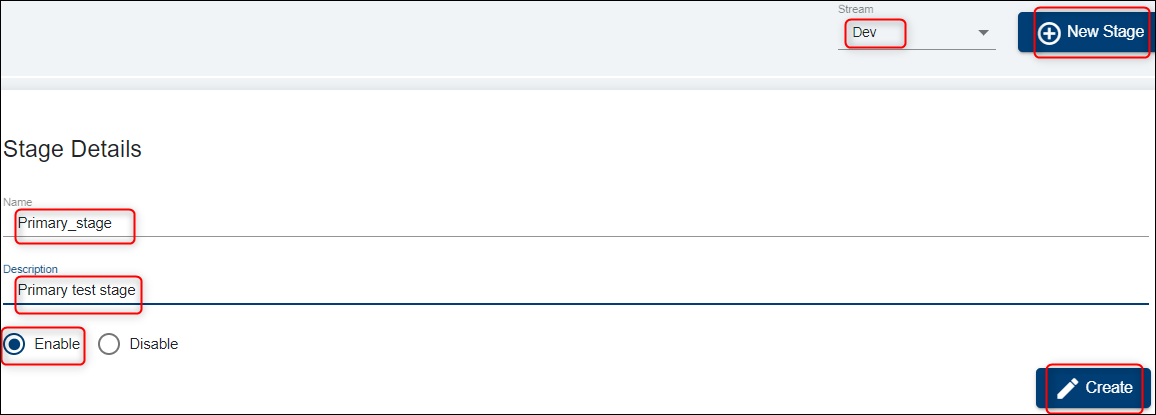 Stream
Dev
New Stage
Stage Details
Name
Primary_stage
Description
Primary test stage
Enable Disable
Create